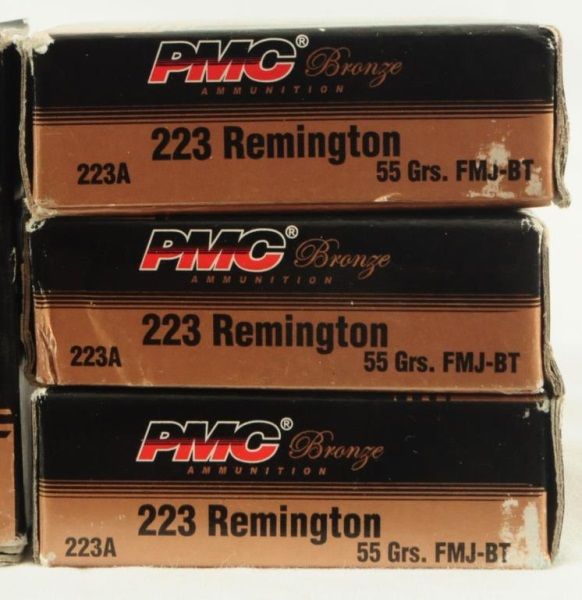 PMC® Bronze
AMMUNITION
223 Remington
223A 55 Grs. FMJ-BT
PMC® Bronze
AMMUNITION
223 Remington
223A 55 Grs. FMJ-BT
PMC® Bronze
AMMUNITION
223 Remington
223A 55 Grs. FMJ-BT